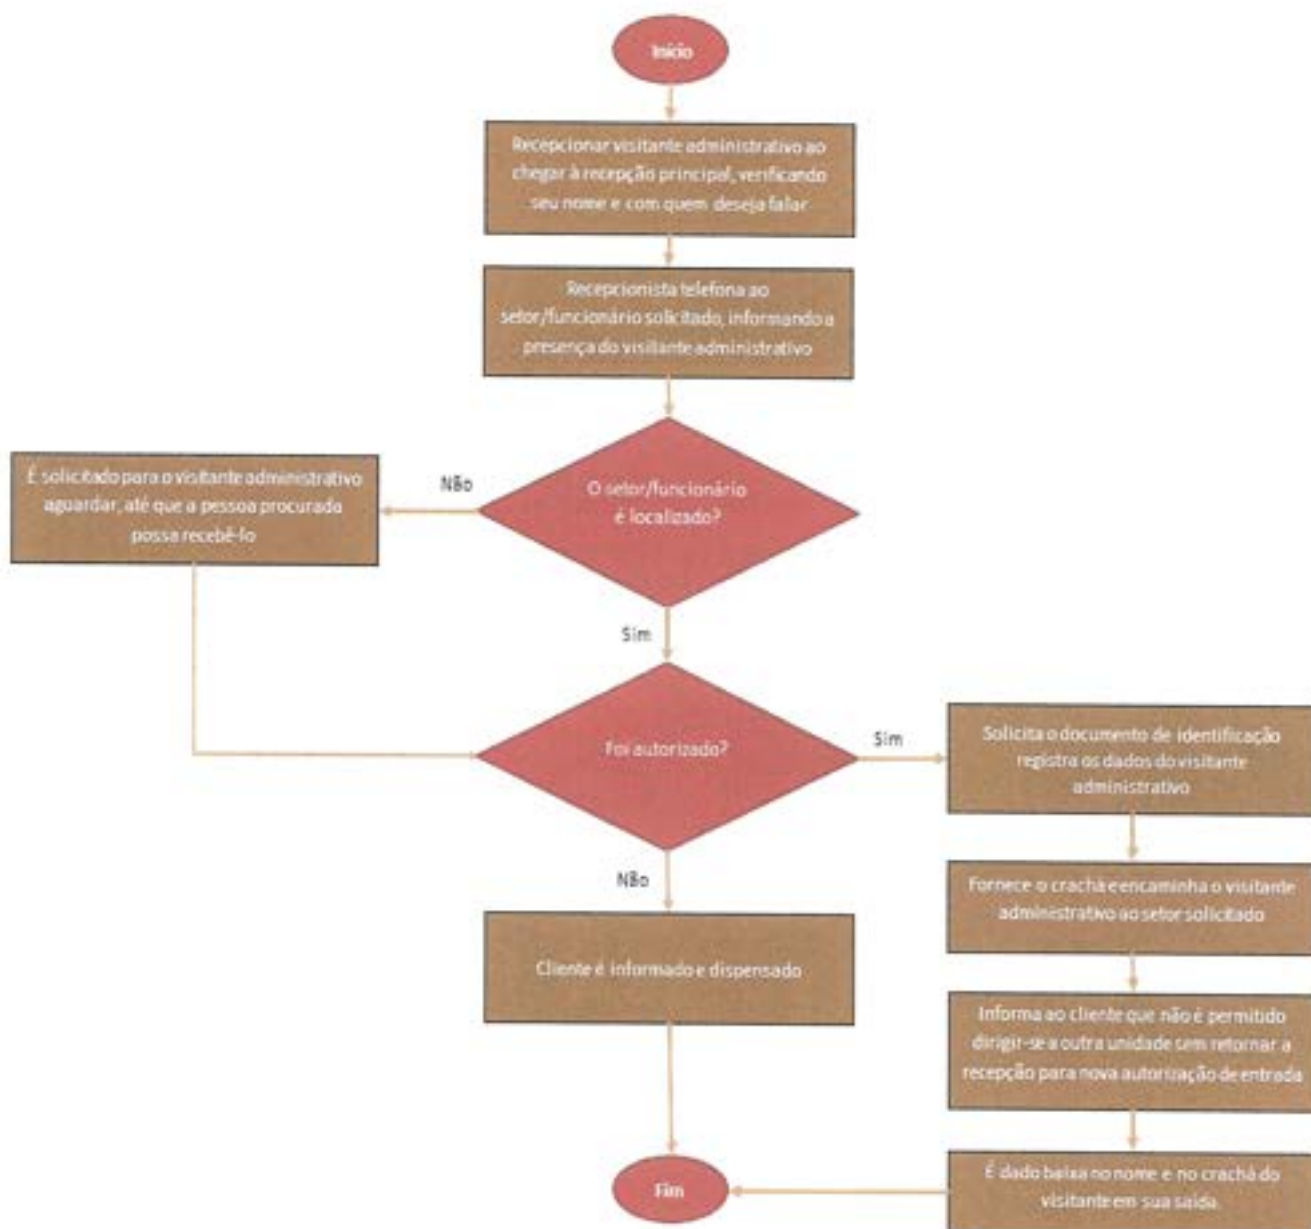 Início
Recepcionar visitante administrativo ao
chegar à recepção principal, verificando
seu nome e com quem deseja falar
Recepcionista telefona ao
setor/funcionário solicitado, informando a
presença do visitante administrativo
O setor/funcionário
é localizado?
Não
É solicitado para o visitante administrativo
aguardar, até que a pessoa procurada
possa recebê-lo
Sim
Foi autorizado?
Sim
Solicita o documento de identificação
registra os dados do visitante
administrativo
Não
Fornece o crachá e encaminha o visitante
administrativo ao setor solicitado
Cliente é informado e dispensado
Informa ao cliente que não é permitido
dirigir-se a outra unidade sem retornar a
recepção para nova autorização de entrada
É dado baixa no nome e no crachá do
visitante em sua saída.
Fim